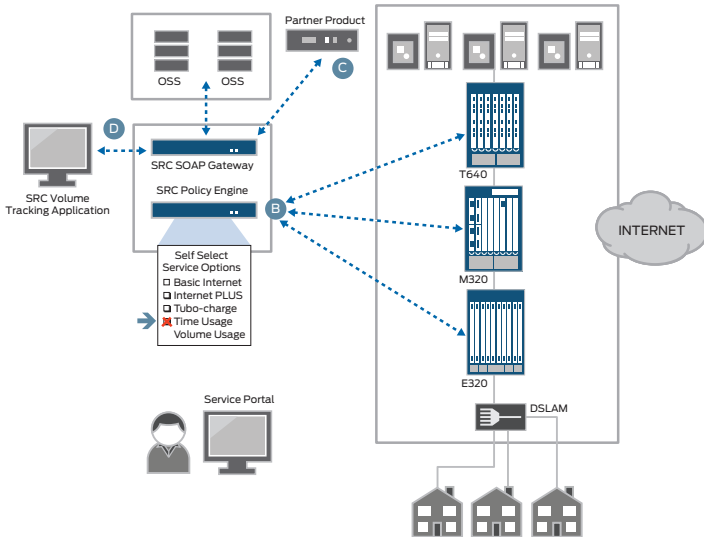 Partner Product
OSS
OSS
C
D
SRC SOAP Gateway
SRC Volume
Tracking Application
SRC Policy Engine
B
T640
M320
E320
INTERNET
Self Select
Service Options
Basic Internet
Internet PLUS
Tubo-charge
Time Usage
Volume Usage
Service Portal
DSLAM